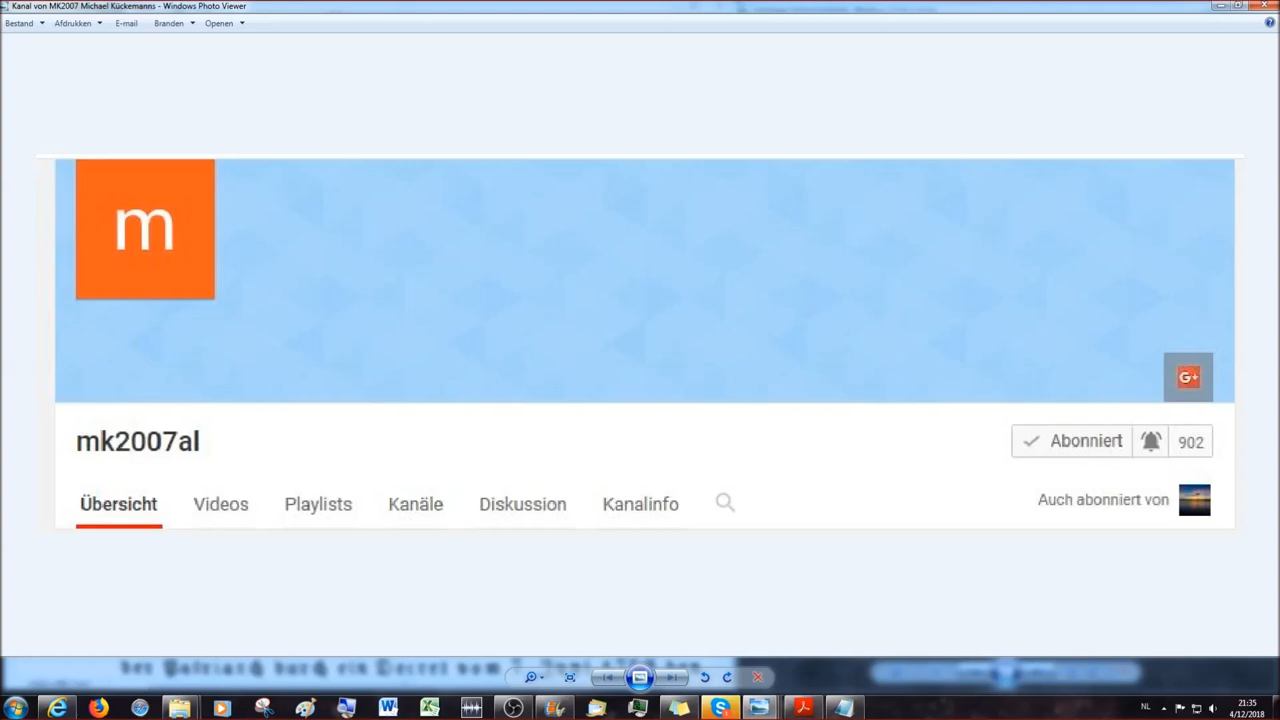 Kanal von MK2007 Michael Kückemanns - Windows Photo Viewer
Bestand Afdrukken E-mail Branden Openen
m
G+
mk2007al
Abonniert 902
Übersicht Videos Playlists Kanäle Diskussion Kanalinfo
Auch abonniert von
NL
21:35
4/12/2018